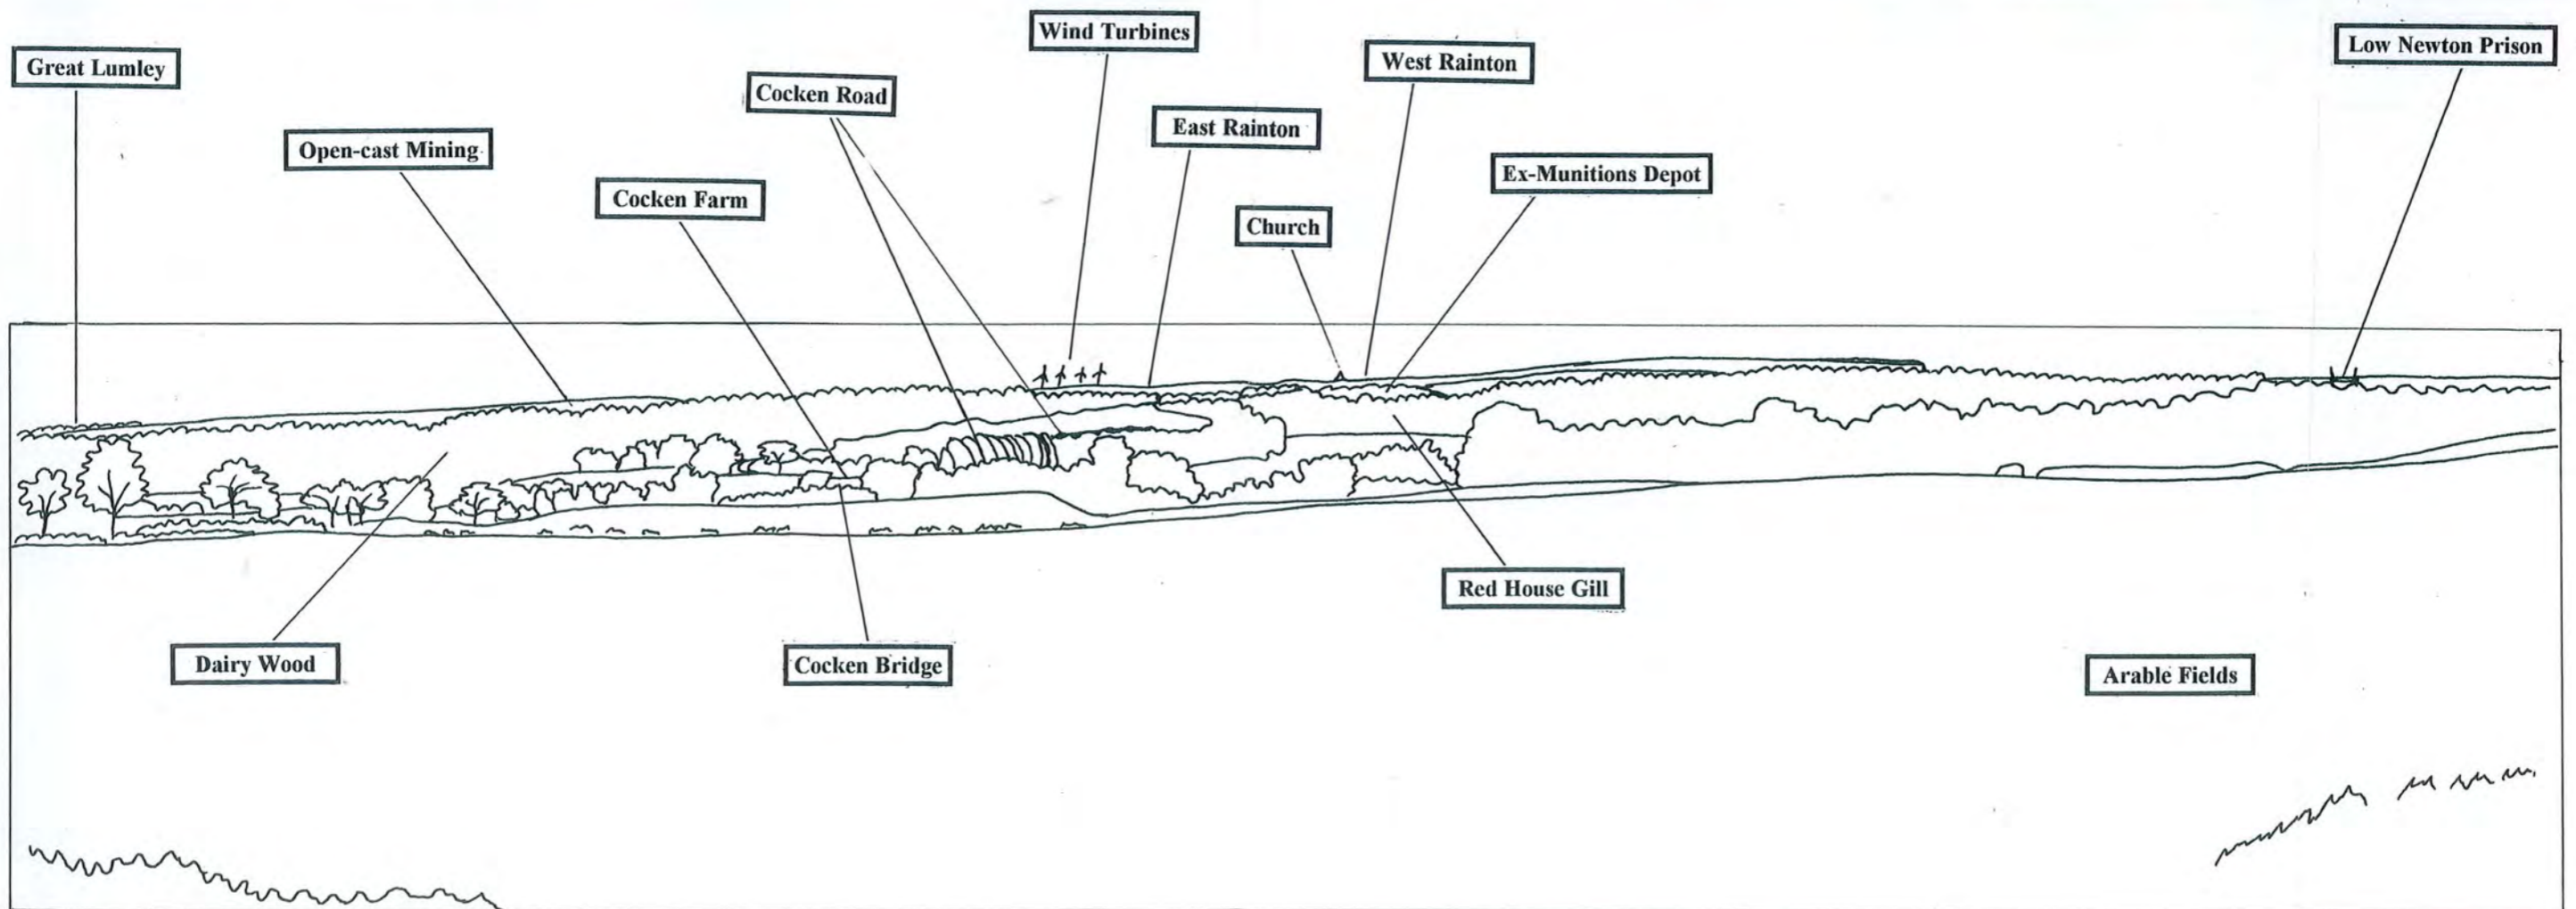 Wind Turbines
Low Newton Prison
West Rainton
Great Lumley
Cocken Road
East Rainton
Open-cast Mining
Ex-Munitions Depot
Cocken Farm
Church
Red House Gill
Dairy Wood
Cocken Bridge
Arable Fields